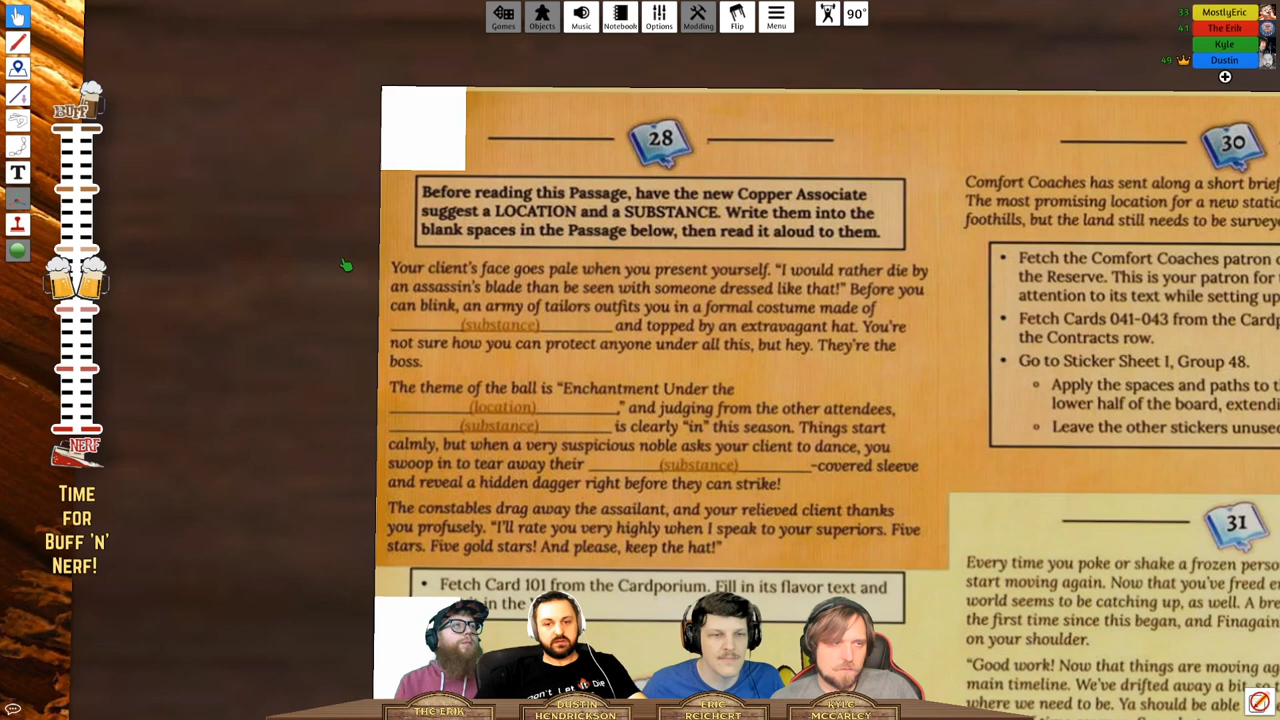 Games
Objects
Music
Notebook
Options
Modding
Flip
Menu
90°
33 MostlyEric
41 The Erik
Kyle
49 Dustin
T
BUFF
NERF
TIME
FOR
BUFF 'N'
NERF!
28
Before reading this Passage, have the new Copper Associate
suggest a LOCATION and a SUBSTANCE. Write them into the
blank spaces in the Passage below, then read it aloud to them.
Your client's face goes pale when you present yourself. "I would rather die by
an assassin's blade than be seen with someone dressed like that!" Before you
can blink, an army of tailors outfits you in a formal costume made of
(substance) and topped by an extravagant hat. You're
not sure how you can protect anyone under all this, but hey. They're the
boss.
The theme of the ball is "Enchantment Under the
(location)," and judging from the other attendees,
(substance) is clearly "in" this season. Things start
calmly, but when a very suspicious noble asks your client to dance, you
swoop in to tear away their (substance)-covered sleeve
and reveal a hidden dagger right before they can strike!
The constables drag away the assailant, and your relieved client thanks
you profusely. "I'll rate you very highly when I speak to your superiors. Five
stars. Five gold stars! And please, keep the hat!"
• Fetch Card 101 from the Cardporium. Fill in its flavor text and
in the
30
Comfort Coaches has sent along a short brief
The most promising location for a new stati
foothills, but the land still needs to be survey
• Fetch the Comfort Coaches patron
the Reserve. This is your patron for
attention to its text while setting up
• Fetch Cards 041-043 from the Card
the Contracts row.
• Go to Sticker Sheet I, Group 48.
Apply the spaces and paths to t
lower half of the board, extendi
Leave the other stickers unuse
31
Every time you poke or shake a frozen perso
start moving again. Now that you've freed e
world seems to be catching up, as well. A bre
the first time since this began, and Finagain
on your shoulder.
"Good work! Now that things are moving ag
main timeline. We've drifted away a bit, so
where we need to be. Ya should be able
THE ERIK
DUSTIN
HENDRICKSON
ERIC
REICHERT
KYLE
MCCARLEY